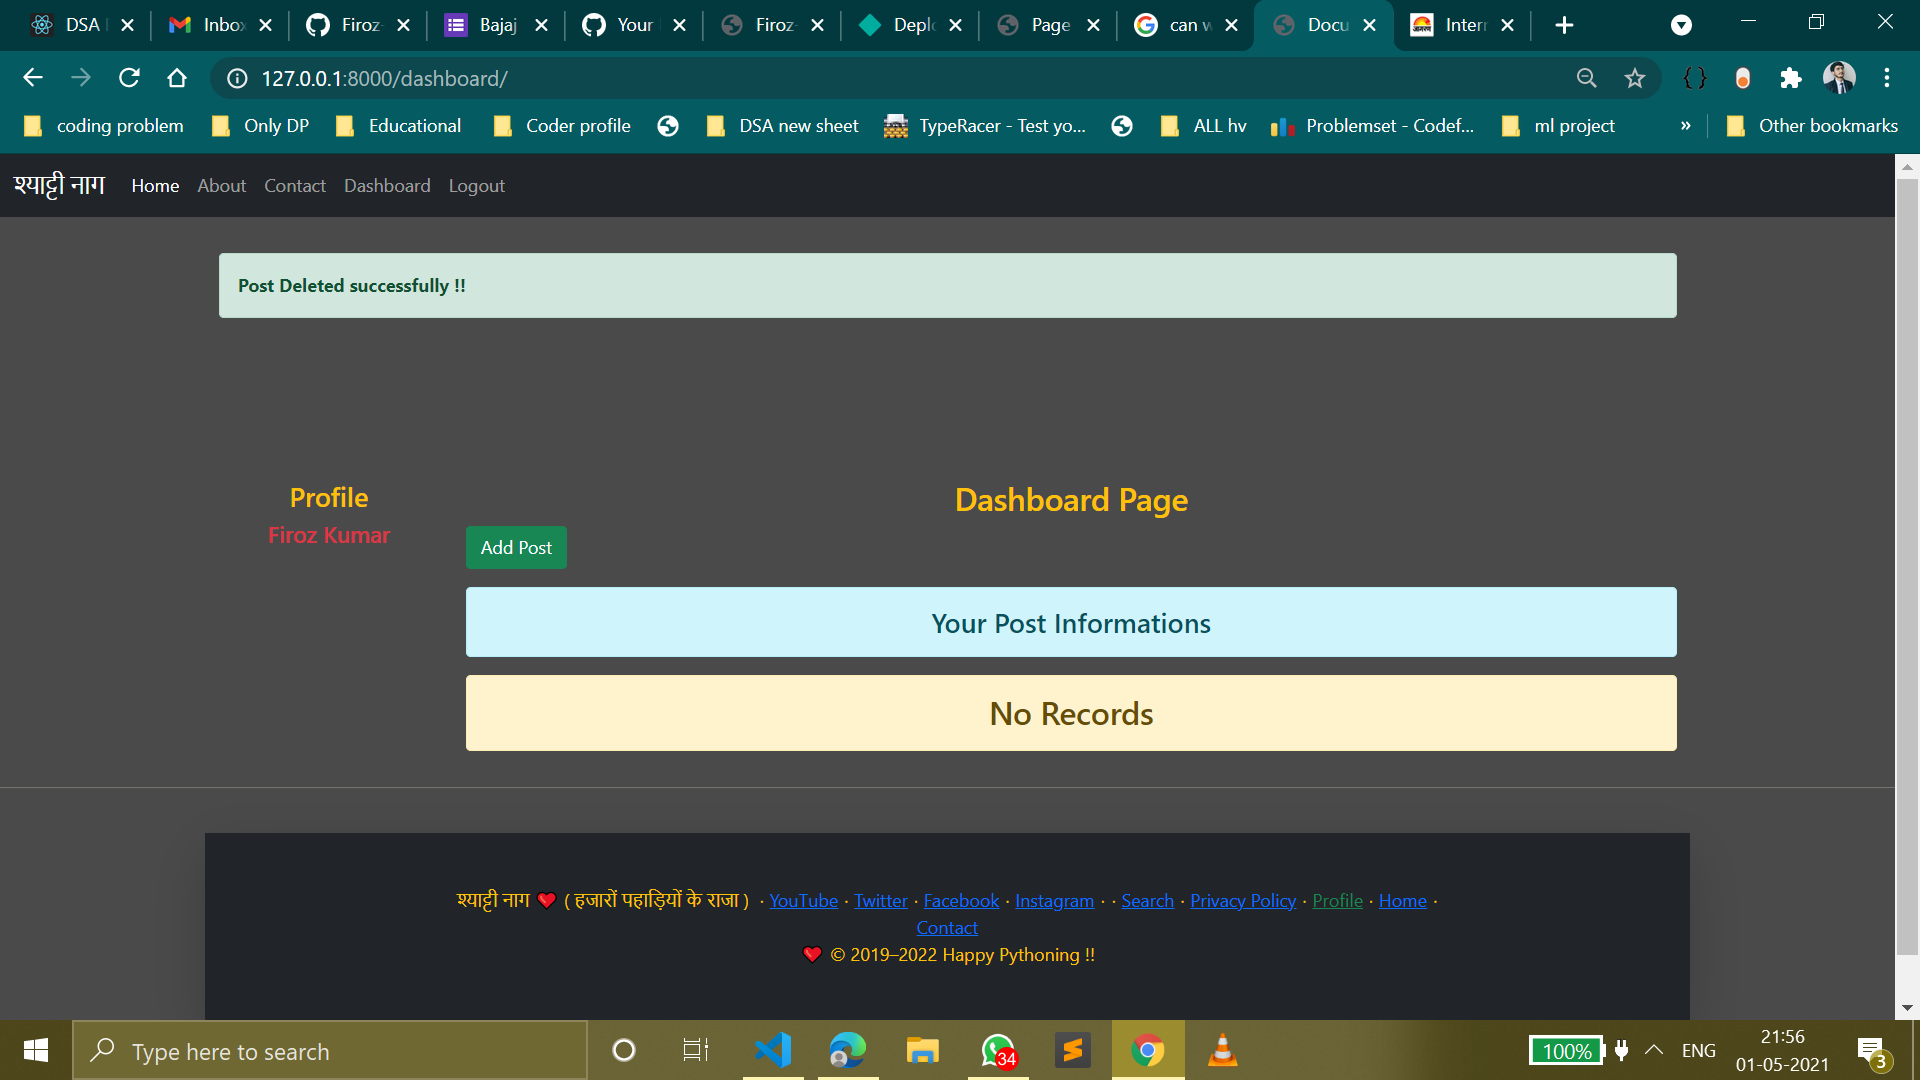 DSA Inbox Firoz- Bajaj Your Firoz- Deplo Page can w Docu Inter
127.0.0.1:8000/dashboard/
coding problem Only DP Educational Coder profile DSA new sheet TypeRacer - Test yo... ALL hv Problemset - Codef... ml project » Other bookmarks
श्याट्टी नाग Home About Contact Dashboard Logout
Post Deleted successfully !!
Profile
Firoz Kumar
Dashboard Page
Add Post
Your Post Informations
No Records
श्याट्टी नाग ❤ ( हजारों पहाड़ियों के राजा ) · YouTube · Twitter · Facebook · Instagram · · Search · Privacy Policy · Profile · Home ·
Contact
❤ © 2019–2022 Happy Pythoning !!
Type here to search 34 100% ENG 21:56
01-05-2021 3